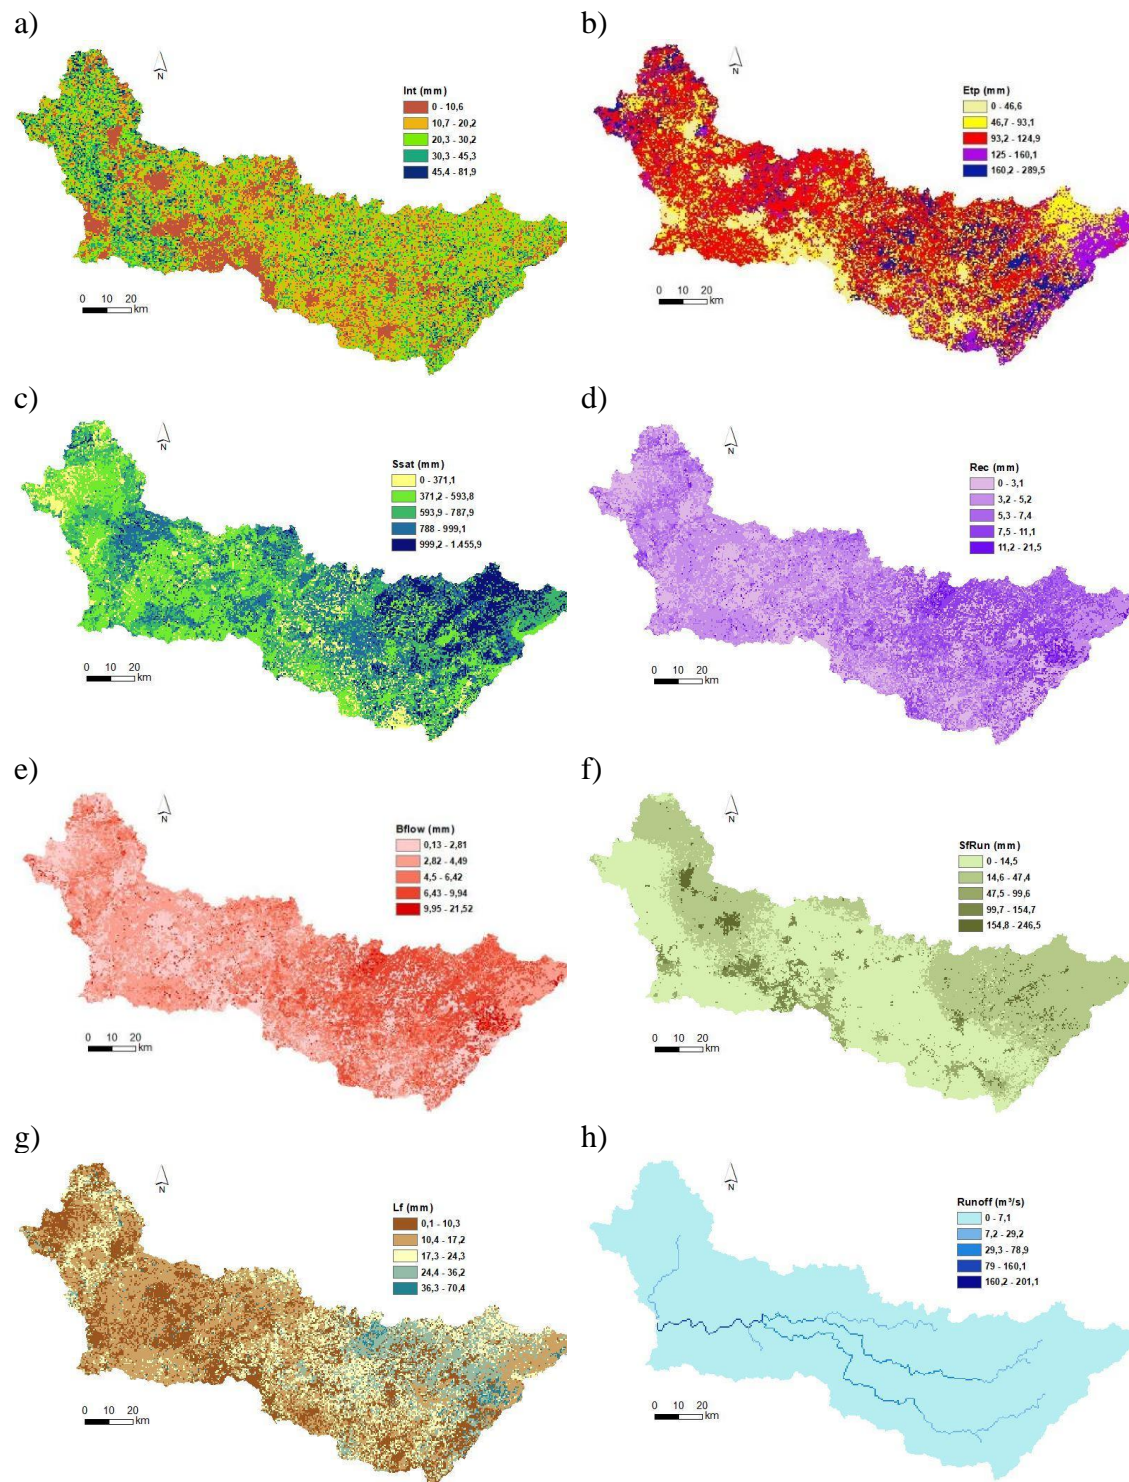 a)
N
Int (mm)
0 - 10,6
10,7 - 20,2
20,3 - 30,2
30,3 - 45,3
45,4 - 81,9
0 10 20
km
b)
N
Etp (mm)
0 - 46,6
46,7 - 93,1
93,2 - 124,9
125 - 160,1
160,2 - 289,5
0 10 20
km
c)
N
Ssat (mm)
0 - 371,1
371,2 - 593,8
593,9 - 787,9
788 - 999,1
999,2 - 1.455,9
0 10 20
km
d)
N
Rec (mm)
0 - 3,1
3,2 - 5,2
5,3 - 7,4
7,5 - 11,1
11,2 - 21,5
0 10 20
km
e)
N
Bflow (mm)
0,13 - 2,81
2,82 - 4,49
4,5 - 6,42
6,43 - 9,94
9,95 - 21,52
0 10 20
km
f)
N
SfRun (mm)
0 - 14,5
14,6 - 47,4
47,5 - 99,6
99,7 - 154,7
154,8 - 246,5
0 10 20
km
g)
N
Lf (mm)
0,1 - 10,3
10,4 - 17,2
17,3 - 24,3
24,4 - 36,2
36,3 - 70,4
0 10 20
km
h)
N
Runoff (m³/s)
0 - 7,1
7,2 - 29,2
29,3 - 78,9
79 - 160,1
160,2 - 201,1
0 10 20
km